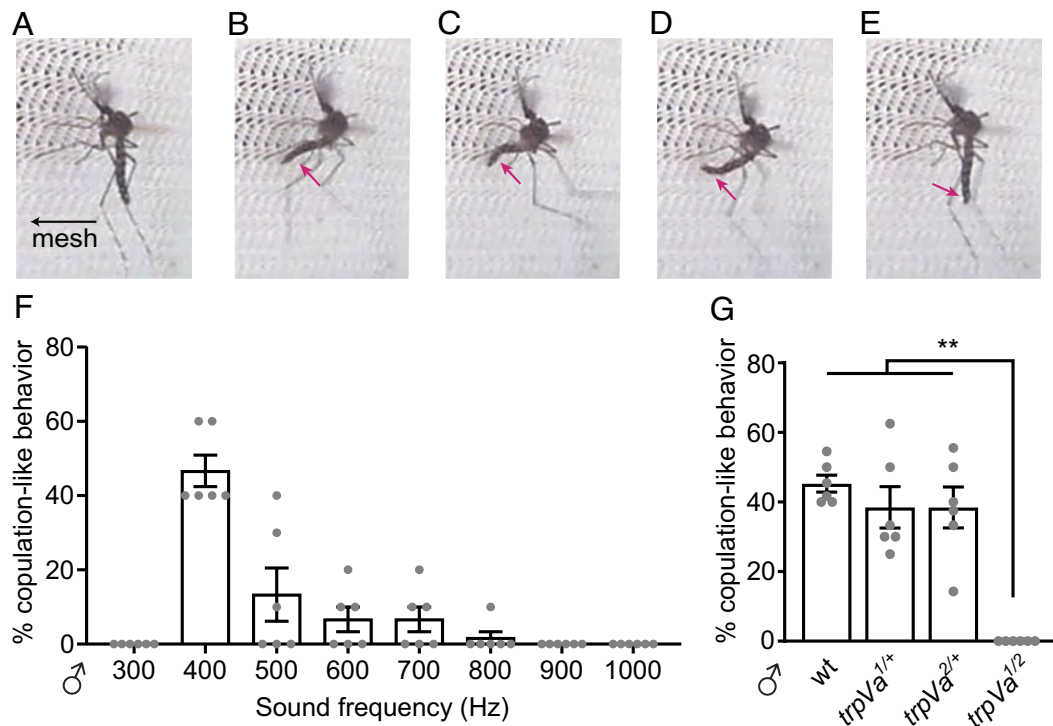 A B C D E
mesh
F
% copulation-like behavior
80
60
40
20
0
♂ 300 400 500 600 700 800 900 1000
Sound frequency (Hz)
G
**
% copulation-like behavior
80
60
40
20
0
♂ wt trpVa1/+ trpVa2/+ trpVa1/2